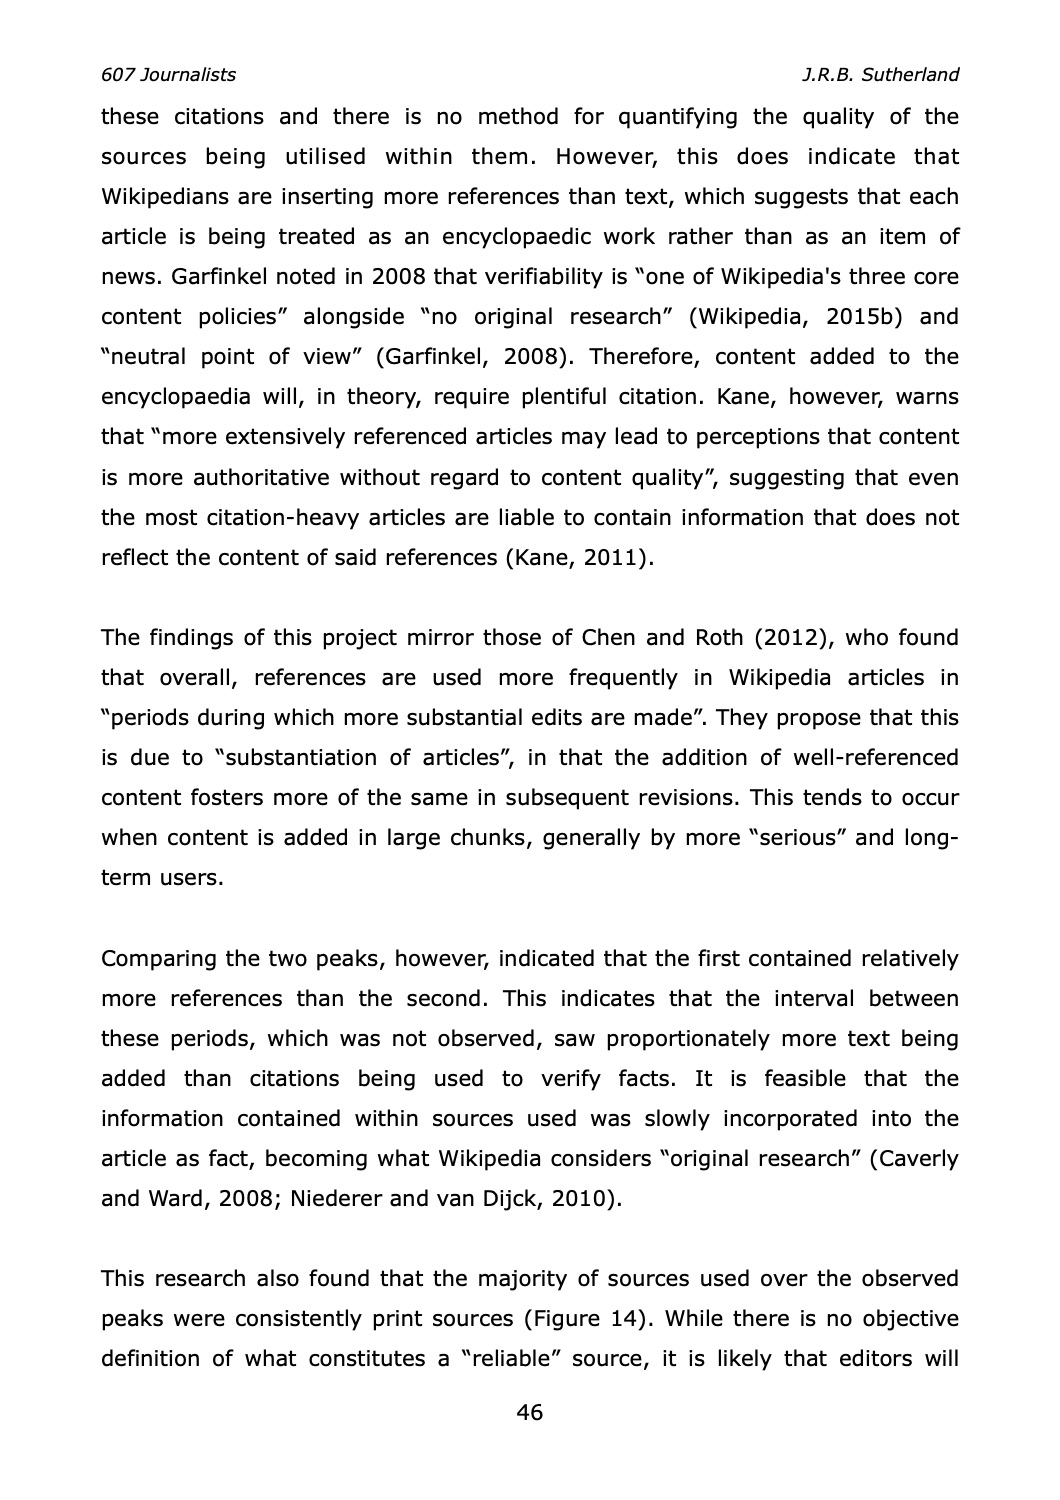 607 Journalists
J.R.B. Sutherland
these citations and there is no method for quantifying the quality of the
sources being utilised within them. However, this does indicate that
Wikipedians are inserting more references than text, which suggests that each
article is being treated as an encyclopaedic work rather than as an item of
news. Garfinkel noted in 2008 that verifiability is “one of Wikipedia's three core
content policies” alongside “no original research” (Wikipedia, 2015b) and
“neutral point of view” (Garfinkel, 2008). Therefore, content added to the
encyclopaedia will, in theory, require plentiful citation. Kane, however, warns
that “more extensively referenced articles may lead to perceptions that content
is more authoritative without regard to content quality”, suggesting that even
the most citation-heavy articles are liable to contain information that does not
reflect the content of said references (Kane, 2011).
The findings of this project mirror those of Chen and Roth (2012), who found
that overall, references are used more frequently in Wikipedia articles in
“periods during which more substantial edits are made”. They propose that this
is due to “substantiation of articles”, in that the addition of well-referenced
content fosters more of the same in subsequent revisions. This tends to occur
when content is added in large chunks, generally by more “serious” and long-
term users.
Comparing the two peaks, however, indicated that the first contained relatively
more references than the second. This indicates that the interval between
these periods, which was not observed, saw proportionately more text being
added than citations being used to verify facts. It is feasible that the
information contained within sources used was slowly incorporated into the
article as fact, becoming what Wikipedia considers “original research” (Caverly
and Ward, 2008; Niederer and van Dijck, 2010).
This research also found that the majority of sources used over the observed
peaks were consistently print sources (Figure 14). While there is no objective
definition of what constitutes a “reliable” source, it is likely that editors will
46